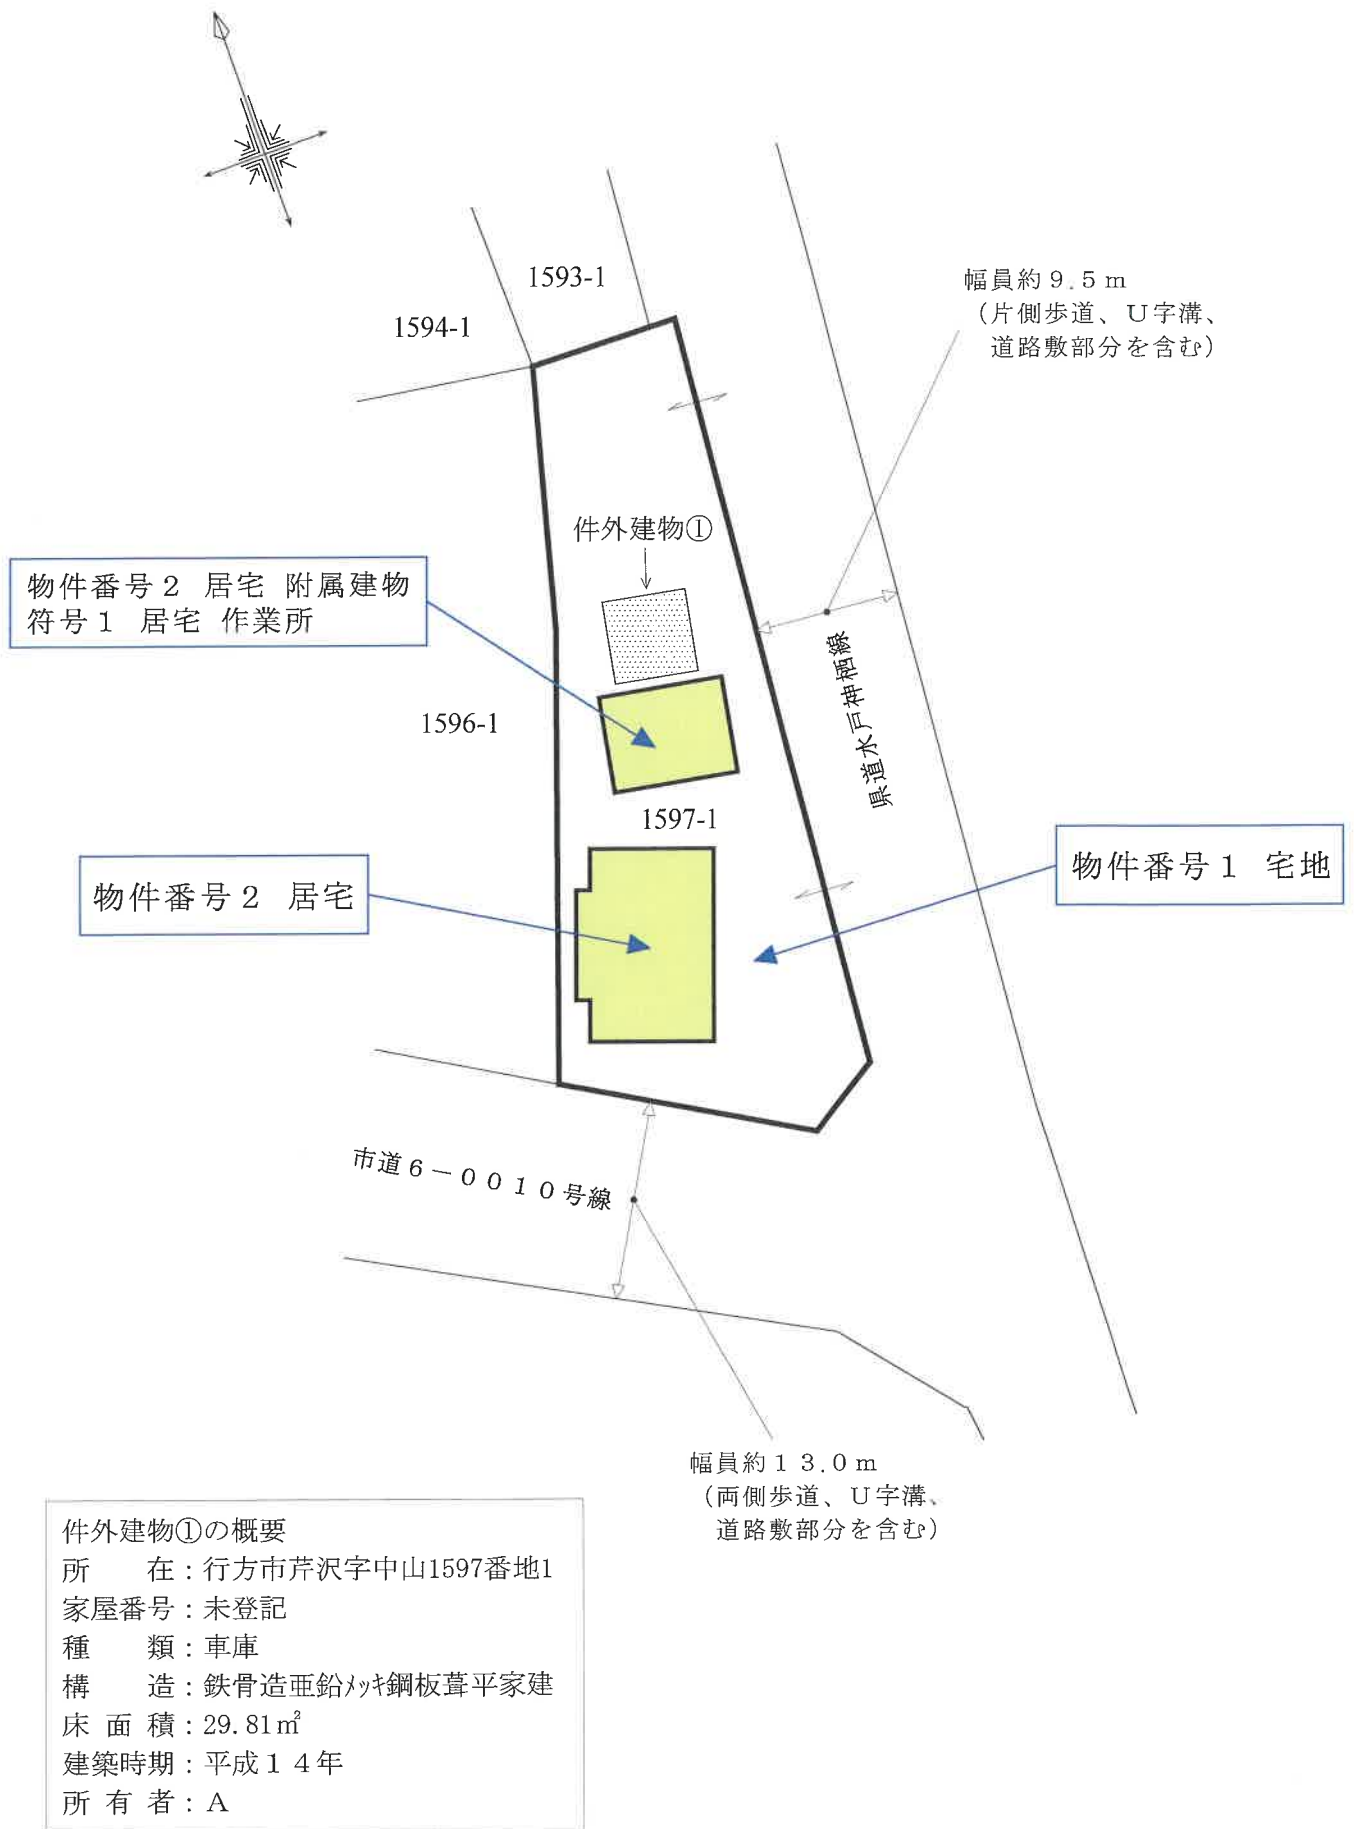 1593-1
1594-1
幅員約９.５ｍ
（片側歩道、Ｕ字溝、
道路敷部分を含む）
件外建物①
物件番号２ 居宅 附属建物
符号１ 居宅 作業所
県道水戸神栖線
1596-1
1597-1
物件番号１ 宅地
物件番号２ 居宅
市道６－００１０号線
幅員約１３.０ｍ
（両側歩道、Ｕ字溝、
道路敷部分を含む）
件外建物①の概要
所　　在：行方市芹沢字中山1597番地1
家屋番号：未登記
種　　類：車庫
構　　造：鉄骨造亜鉛ﾒｯｷ鋼板葺平家建
床 面 積：29.81㎡
建築時期：平成１４年
所 有 者：Ａ